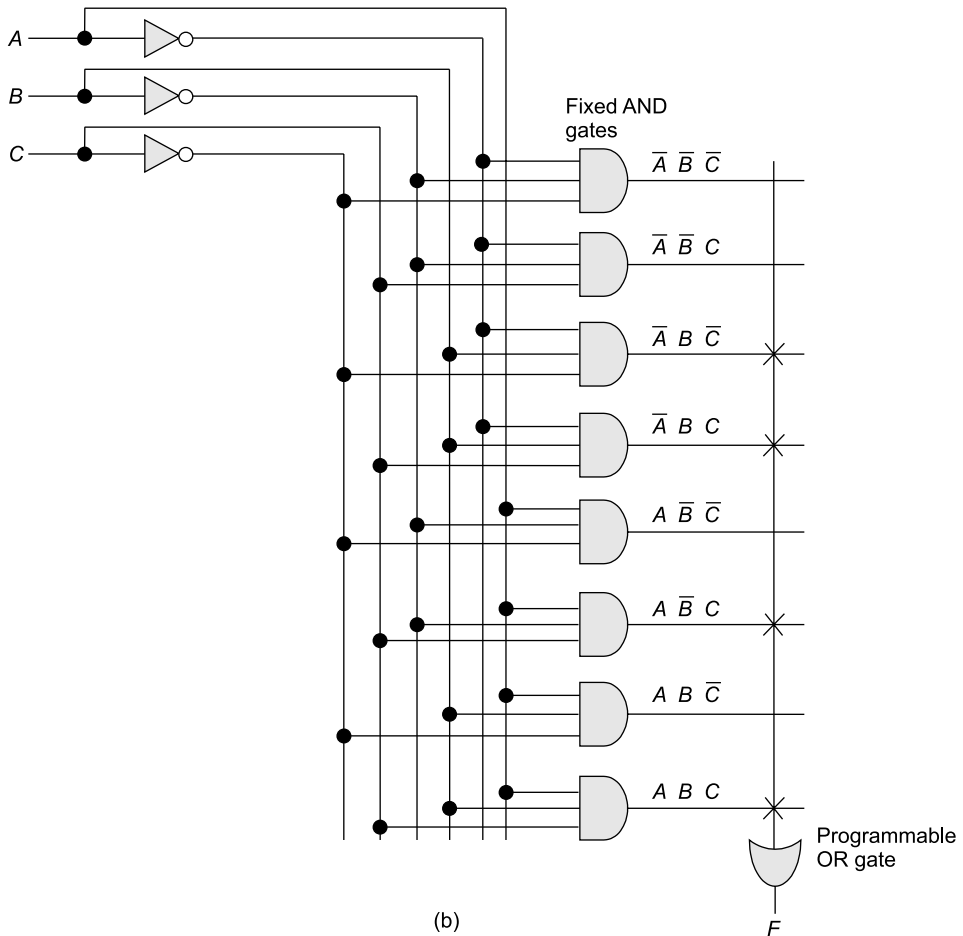 A
B
C
Fixed AND
gates
A̅ B̅ C̅
A̅ B̅ C
A̅ B C̅
A̅ B C
A B̅ C̅
A B̅ C
A B C̅
A B C
Programmable
OR gate
F
(b)